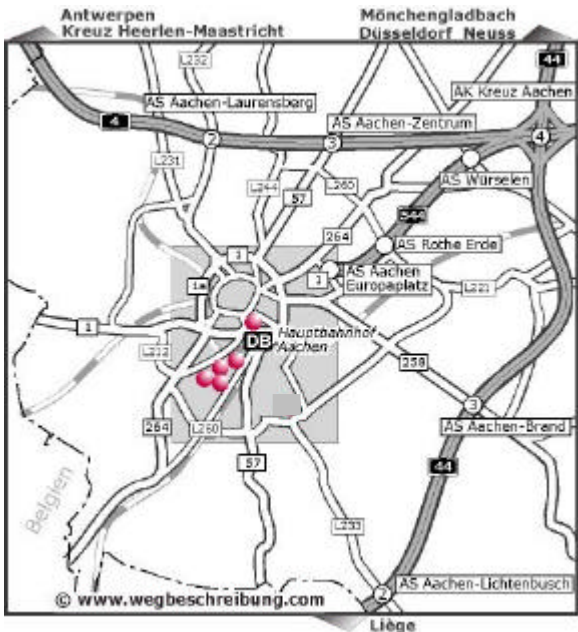 Antwerpen
Kreuz Heerlen-Maastricht
Mönchengladbach
Düsseldorf Neuss
L232
44
AK Kreuz Aachen
AS Aachen-Laurensberg
4
AS Aachen-Zentrum
2
3
4
L231
L244
L260
57
AS Würselen
544
264
AS Rothe Erde
1
1
AS Aachen
Europaplatz
1a
L221
1
Hauptbahnhof
Aachen
DB
L212
258
3
264
L260
AS Aachen-Brand
57
44
Belgien
L233
AS Aachen-Lichtenbusch
2
© www.wegbeschreibung.com
Liège